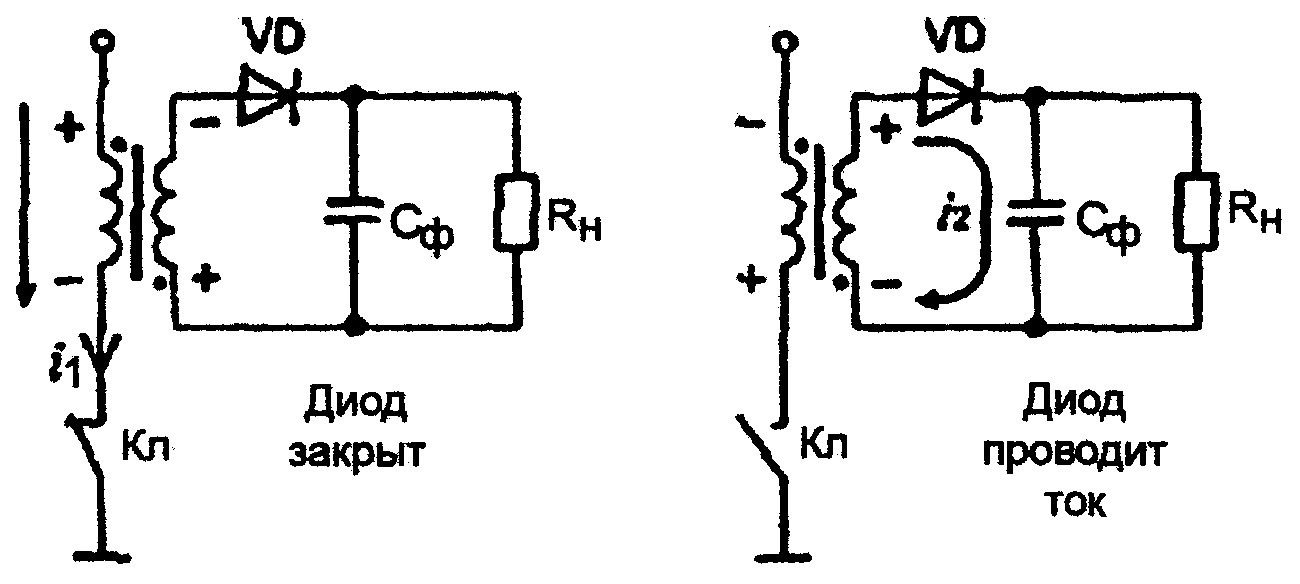 VD
+
-
-
+
Cф
Rн
i1
Кл
Диод
закрыт
VD
-
+
+
-
i2
Cф
Rн
Кл
Диод
проводит
ток